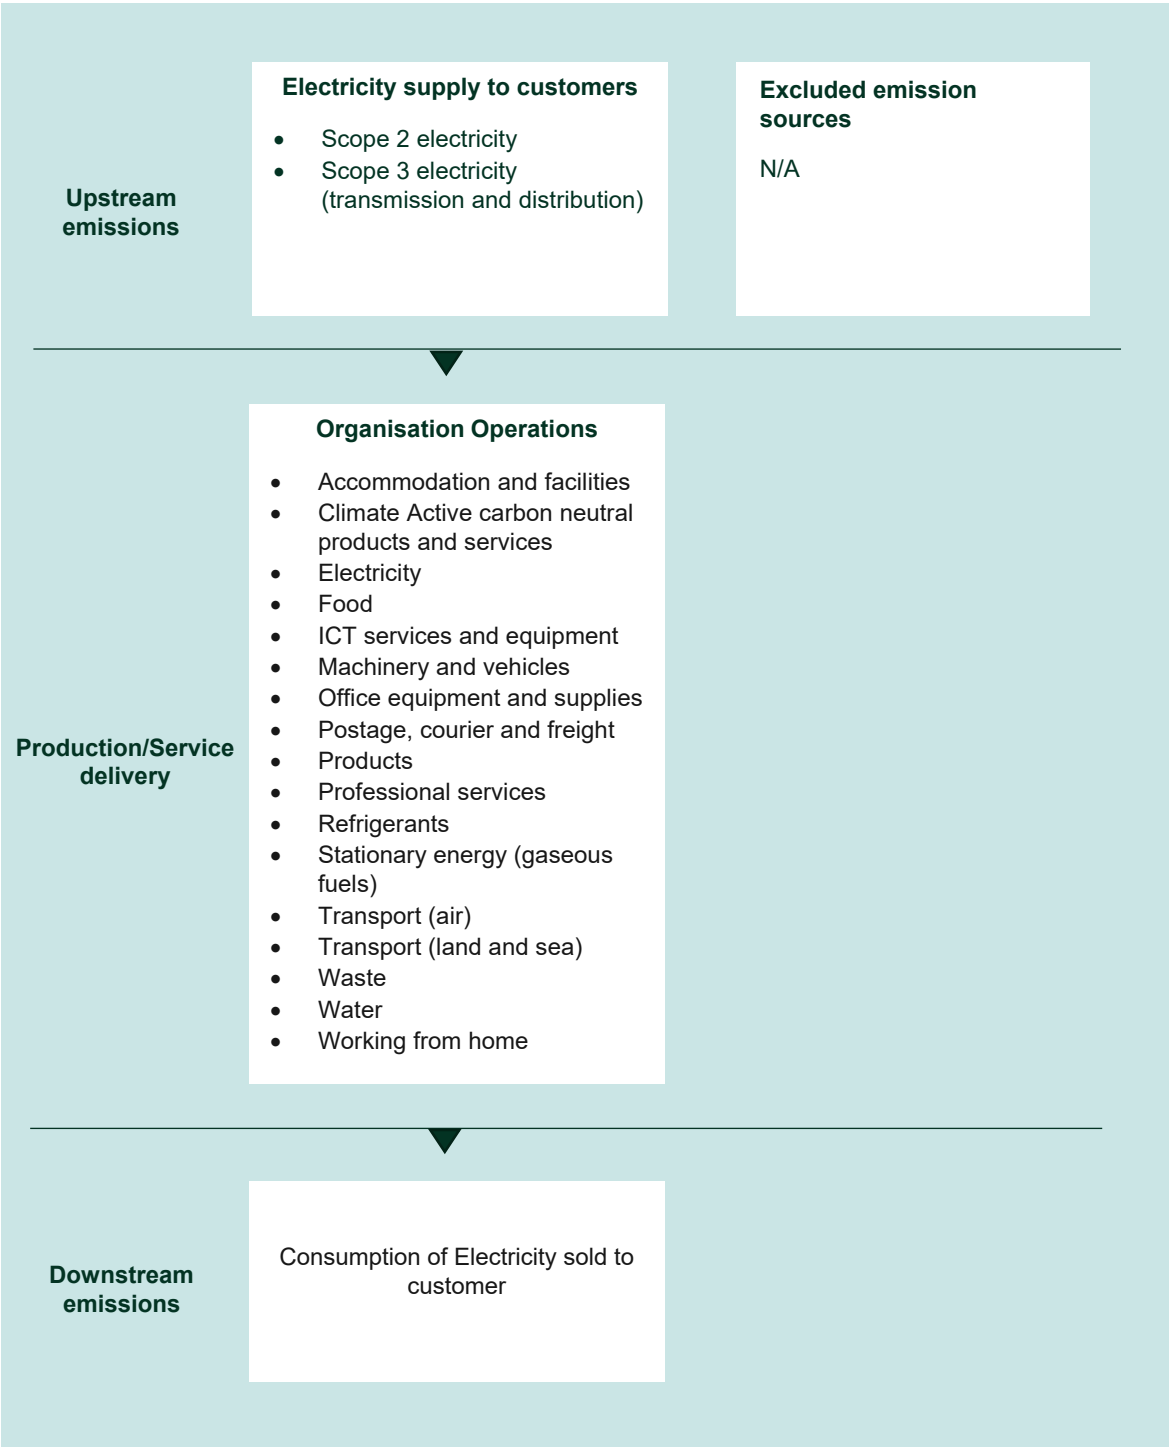 Upstream
emissions
Electricity supply to customers
• Scope 2 electricity
• Scope 3 electricity
(transmission and distribution)
Excluded emission
sources
N/A
Production/Service
delivery
Organisation Operations
• Accommodation and facilities
• Climate Active carbon neutral
products and services
• Electricity
• Food
• ICT services and equipment
• Machinery and vehicles
• Office equipment and supplies
• Postage, courier and freight
• Products
• Professional services
• Refrigerants
• Stationary energy (gaseous
fuels)
• Transport (air)
• Transport (land and sea)
• Waste
• Water
• Working from home
Downstream
emissions
Consumption of Electricity sold to
customer